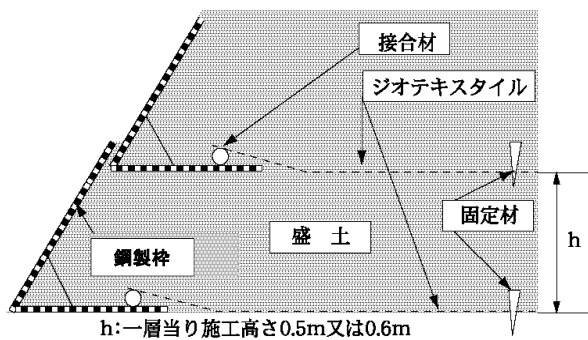 接合材
ジオテキスタイル
固定材
h
盛 土
鋼製枠
h:一層当り施工高さ0.5m又は0.6m